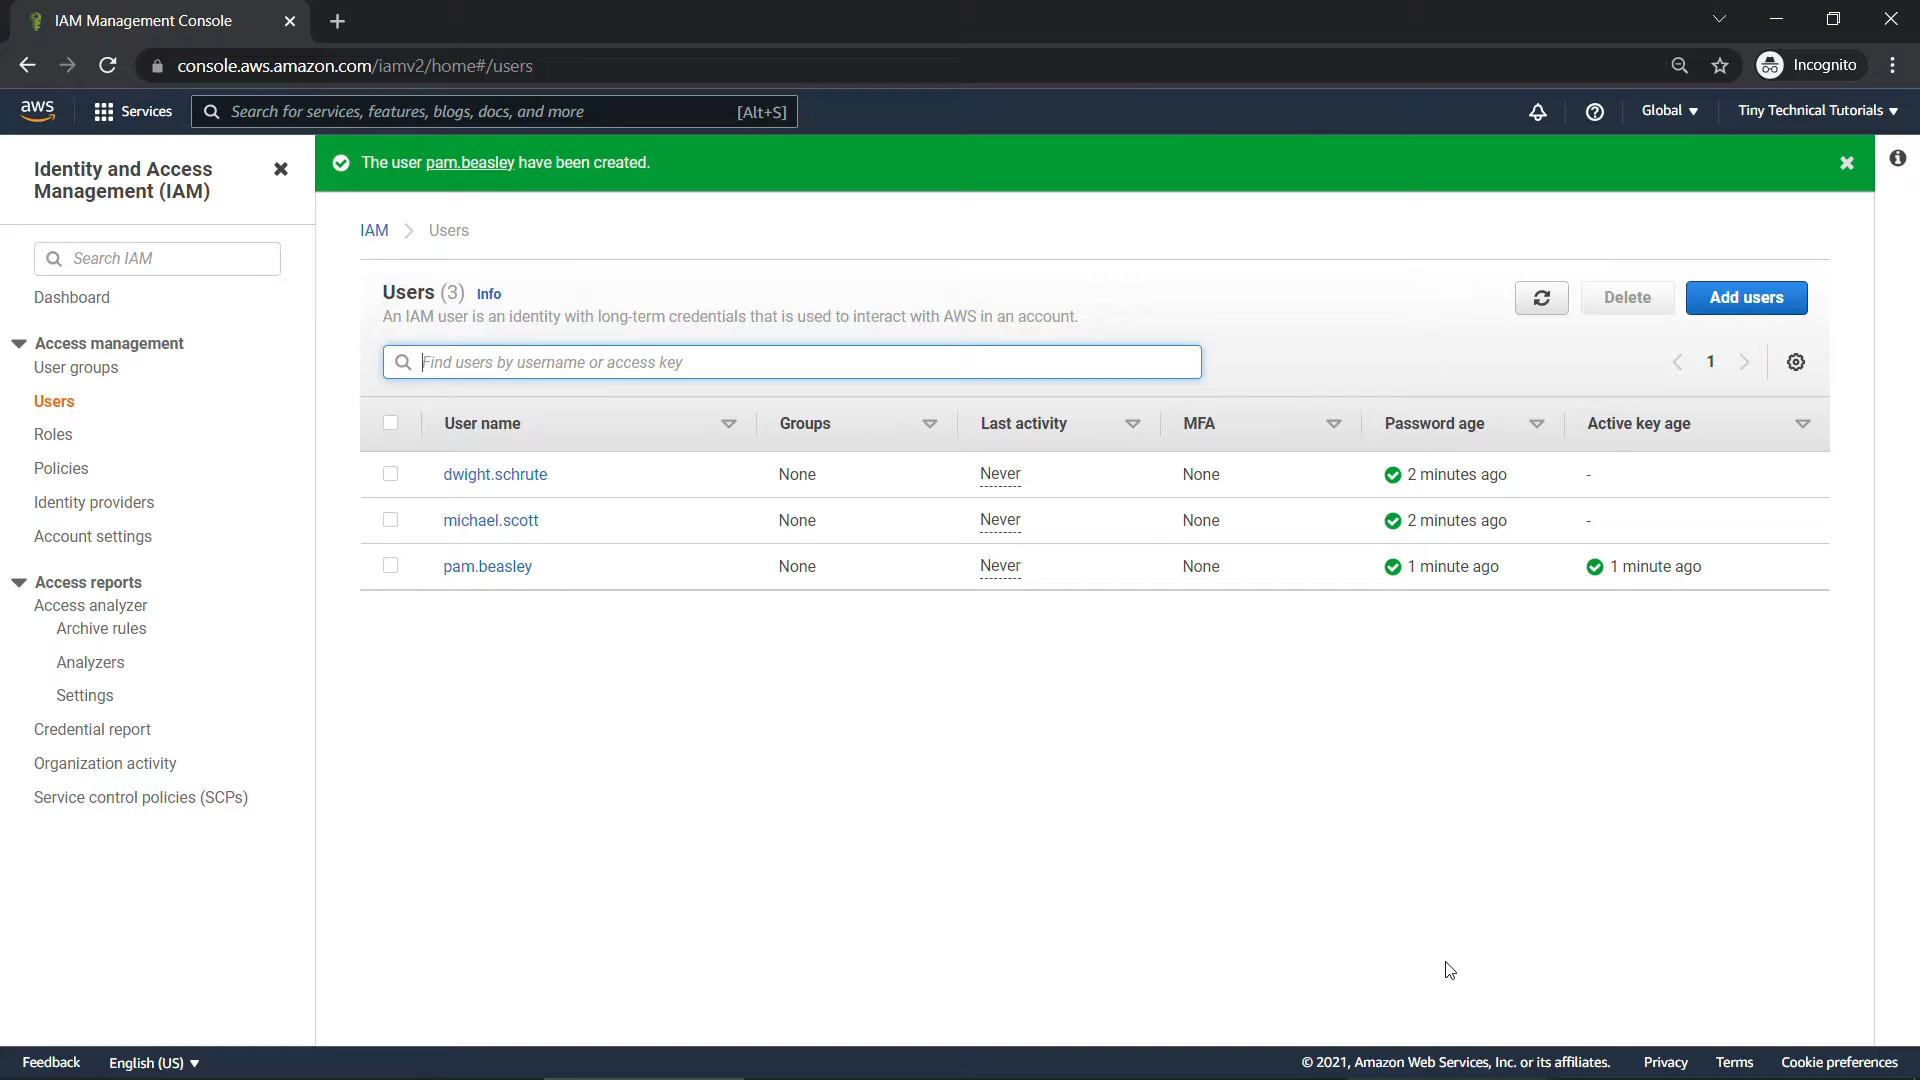 IAM Management Console
console.aws.amazon.com/iamv2/home#/users
Incognito
aws
Services
Search for services, features, blogs, docs, and more
[Alt+S]
Global
Tiny Technical Tutorials
Identity and Access
Management (IAM)
Search IAM
Dashboard
Access management
User groups
Users
Roles
Policies
Identity providers
Account settings
Access reports
Access analyzer
Archive rules
Analyzers
Settings
Credential report
Organization activity
Service control policies (SCPs)
The user pam.beasley have been created.
IAM
Users
Users (3) Info
An IAM user is an identity with long-term credentials that is used to interact with AWS in an account.
Delete
Add users
Find users by username or access key
1
User name Groups Last activity MFA Password age Active key age
dwight.schrute None Never None 2 minutes ago -
michael.scott None Never None 2 minutes ago -
pam.beasley None Never None 1 minute ago 1 minute ago
Feedback
English (US)
© 2021, Amazon Web Services, Inc. or its affiliates.
Privacy
Terms
Cookie preferences